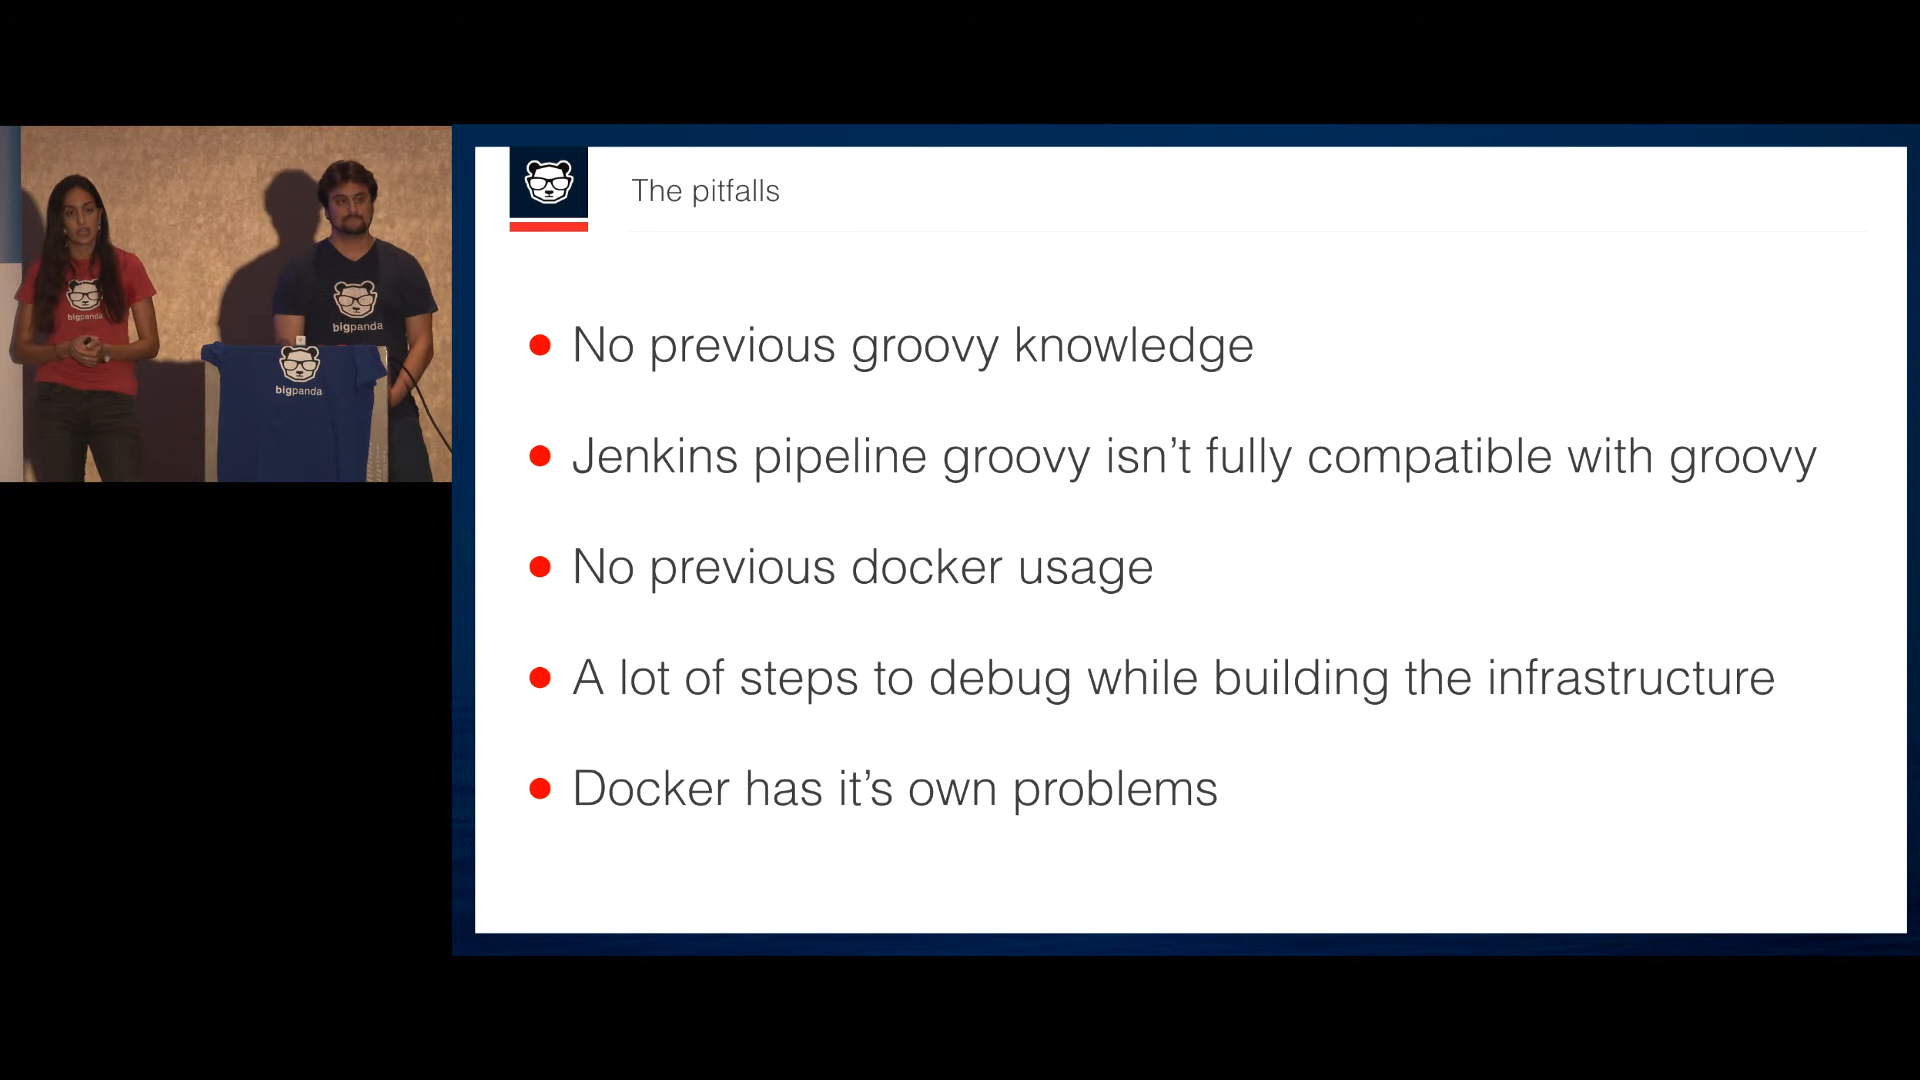 The pitfalls
No previous groovy knowledge
Jenkins pipeline groovy isn’t fully compatible with groovy
No previous docker usage
A lot of steps to debug while building the infrastructure
Docker has it’s own problems
bigpanda
bigpanda
bigpanda